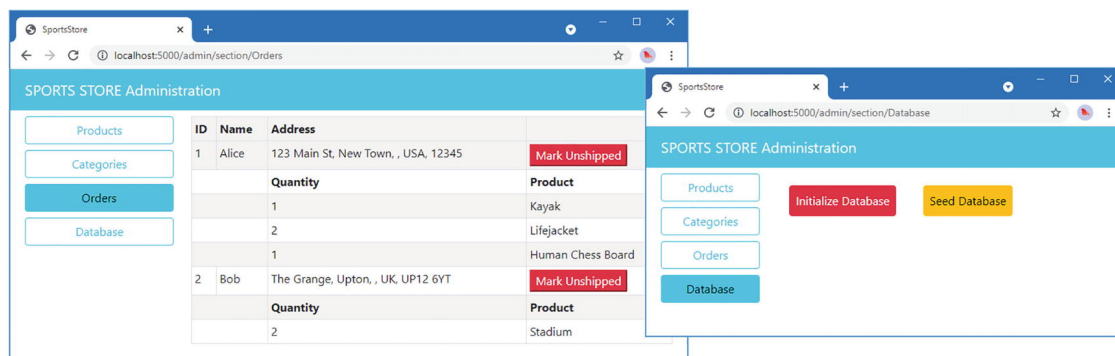 SportsStore
localhost:5000/admin/section/Orders
SPORTS STORE Administration
Products
Categories
Orders
Database
ID Name Address
1 Alice 123 Main St, New Town, , USA, 12345 Mark Unshipped
Quantity Product
1 Kayak
2 Lifejacket
1 Human Chess Board
2 Bob The Grange, Upton, , UK, UP12 6YT Mark Unshipped
Quantity Product
2 Stadium
SportsStore
localhost:5000/admin/section/Database
SPORTS STORE Administration
Products
Categories
Orders
Database
Initialize Database Seed Database